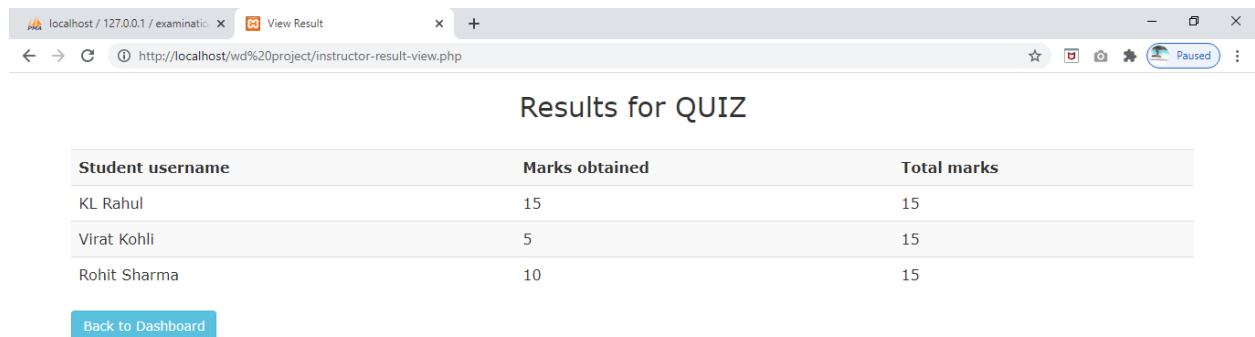 localhost / 127.0.0.1 / examinatio
View Result
http://localhost/wd%20project/instructor-result-view.php
Paused
Results for QUIZ
Student username Marks obtained Total marks
KL Rahul 15 15
Virat Kohli 5 15
Rohit Sharma 10 15
Back to Dashboard